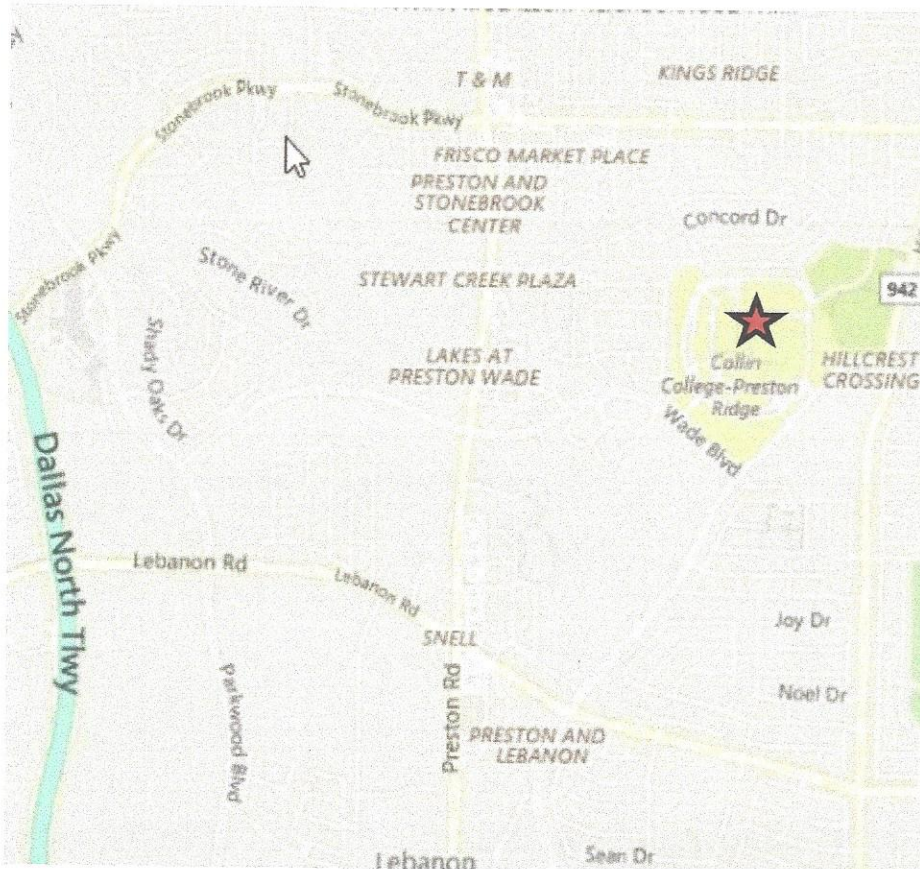 T & M
KINGS RIDGE
Stonebrook Pkwy
Stonebrook Pkwy
FRISCO MARKET PLACE
PRESTON AND
STONEBROOK
CENTER
Concord Dr
Stonebrook Pkwy
Stone River Dr
STEWART CREEK PLAZA
942
Shady Oaks Dr
LAKES AT
PRESTON WADE
Collin
College-Preston
Ridge
HILLCREST
CROSSING
Wade Blvd
Dallas North Tlwy
Lebanon Rd
Lebanon Rd
SNELL
Joy Dr
Parkwood Blvd
Preston Rd
Noel Dr
PRESTON AND
LEBANON
Lebanon
Sean Dr